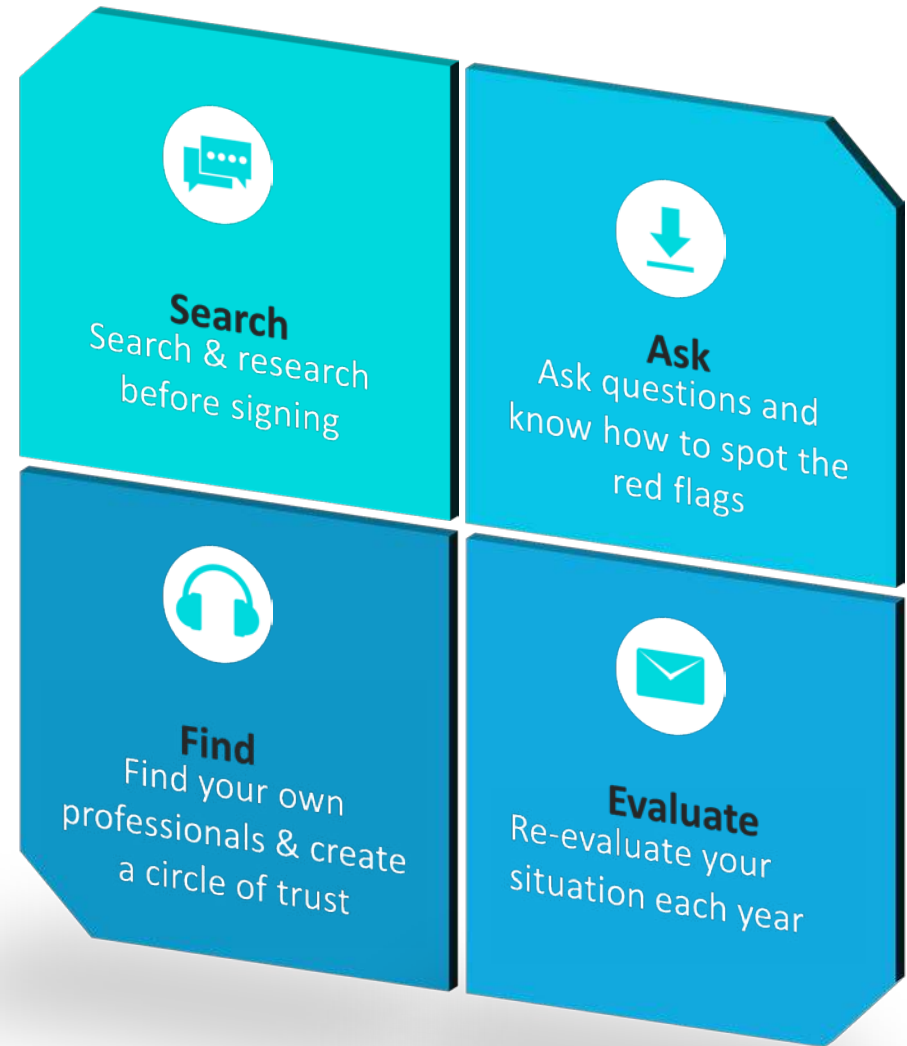 Search
Search & research
before signing
Ask
Ask questions and
know how to spot the
red flags
Find
Find your own
professionals & create
a circle of trust
Evaluate
Re-evaluate your
situation each year